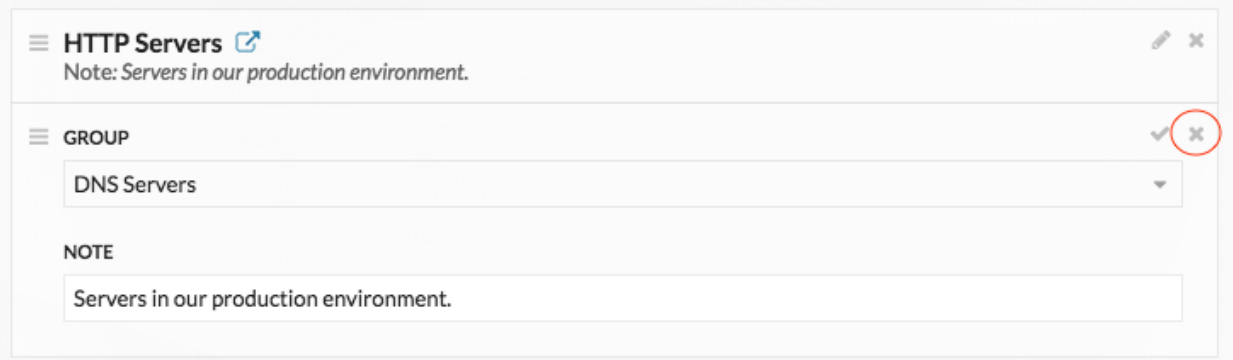 HTTP Servers
Note: Servers in our production environment.
GROUP
DNS Servers
NOTE
Servers in our production environment.